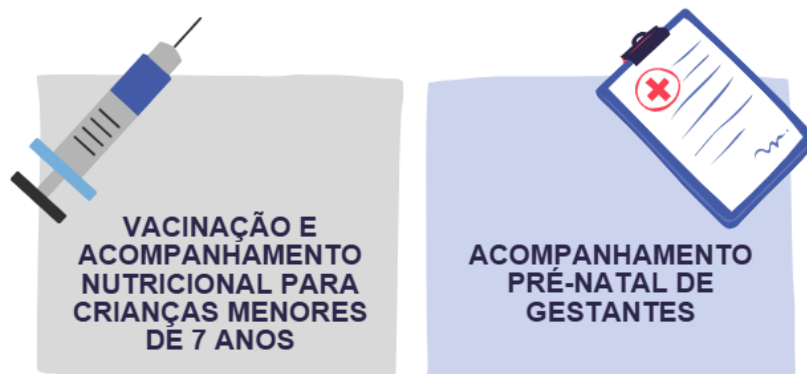 VACINAÇÃO E
ACOMPANHAMENTO
NUTRICIONAL PARA
CRIANÇAS MENORES
DE 7 ANOS
ACOMPANHAMENTO
PRÉ-NATAL DE
GESTANTES